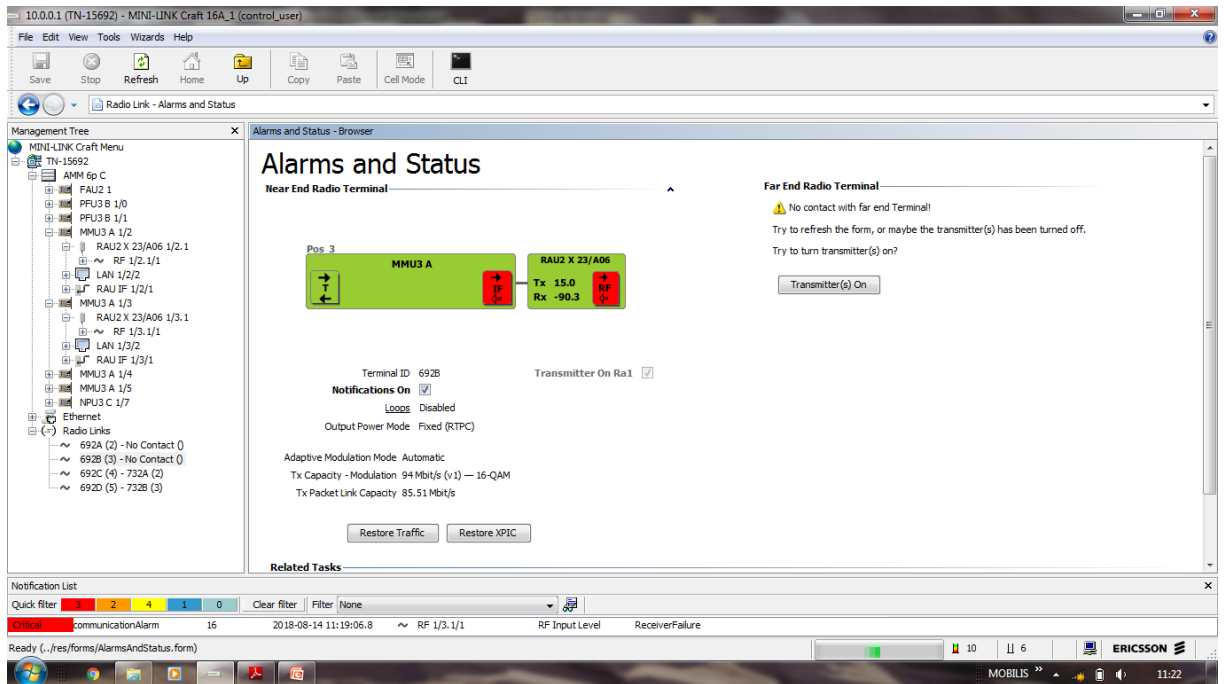 10.0.0.1 (TN-15692) - MINI-LINK Craft 16A_1 (control_user)
File Edit View Tools Wizards Help
Save Stop Refresh Home Up Copy Paste Cell Mode CLI
Radio Link - Alarms and Status
Management Tree
MINI-LINK Craft Menu
TN-15692
AMM 6p C
FAU2 1
PFU3 B 1/0
PFU3 B 1/1
MMU3 A 1/2
RAU2 X 23/A06 1/2.1
RF 1/2.1/1
LAN 1/2/2
RAU IF 1/2/1
MMU3 A 1/3
RAU2 X 23/A06 1/3.1
RF 1/3.1/1
LAN 1/3/2
RAU IF 1/3/1
MMU3 A 1/4
MMU3 A 1/5
NPU3 C 1/7
Ethernet
Radio Links
692A (2) - No Contact ()
692B (3) - No Contact ()
692C (4) - 732A (2)
692D (5) - 732B (3)
Alarms and Status - Browser
Alarms and Status
Near End Radio Terminal
Pos 3
MMU3 A
T
IF
RAU2 X 23/A06
Tx 15.0
Rx -90.3
RF
Terminal ID 692B
Transmitter On Ra1
Notifications On
Loops Disabled
Output Power Mode Fixed (RTPC)
Adaptive Modulation Mode Automatic
Tx Capacity - Modulation 94 Mbit/s (v1) — 16-QAM
Tx Packet Link Capacity 85.51 Mbit/s
Restore Traffic Restore XPIC
Related Tasks
Far End Radio Terminal
No contact with far end Terminal!
Try to refresh the form, or maybe the transmitter(s) has been turned off.
Try to turn transmitter(s) on?
Transmitter(s) On
Notification List
Quick filter 3 2 4 1 0 Clear filter Filter None
Critical communicationAlarm 16 2018-08-14 11:19:06.8 RF 1/3.1/1 RF Input Level ReceiverFailure
Ready (../res/forms/AlarmsAndStatus.form)
10 6 ERICSSON
MOBILIS 11:22